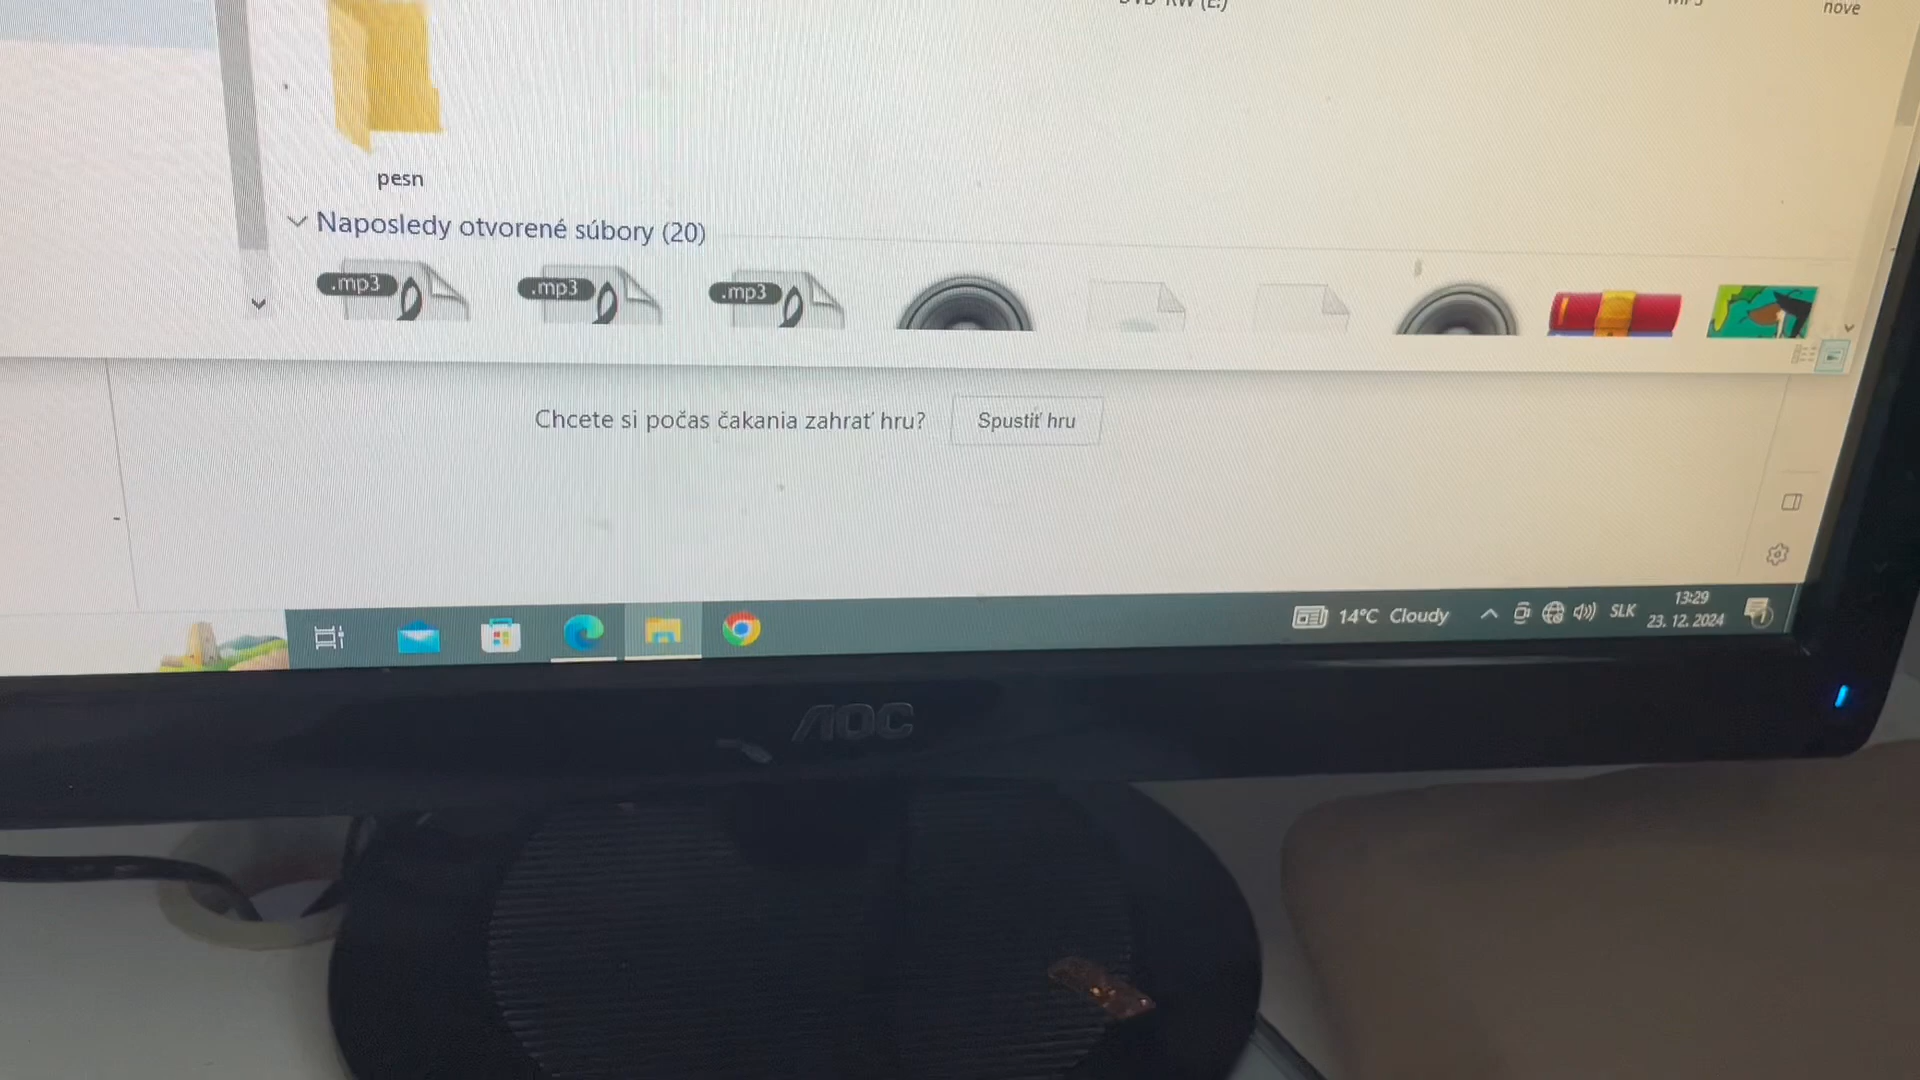 nove
pesn
Naposledy otvorené súbory (20)
.mp3
.mp3
.mp3
Chcete si počas čakania zahrať hru?
Spustiť hru
14°C Cloudy
SLK
13:29
23. 12. 2024
1
AOC